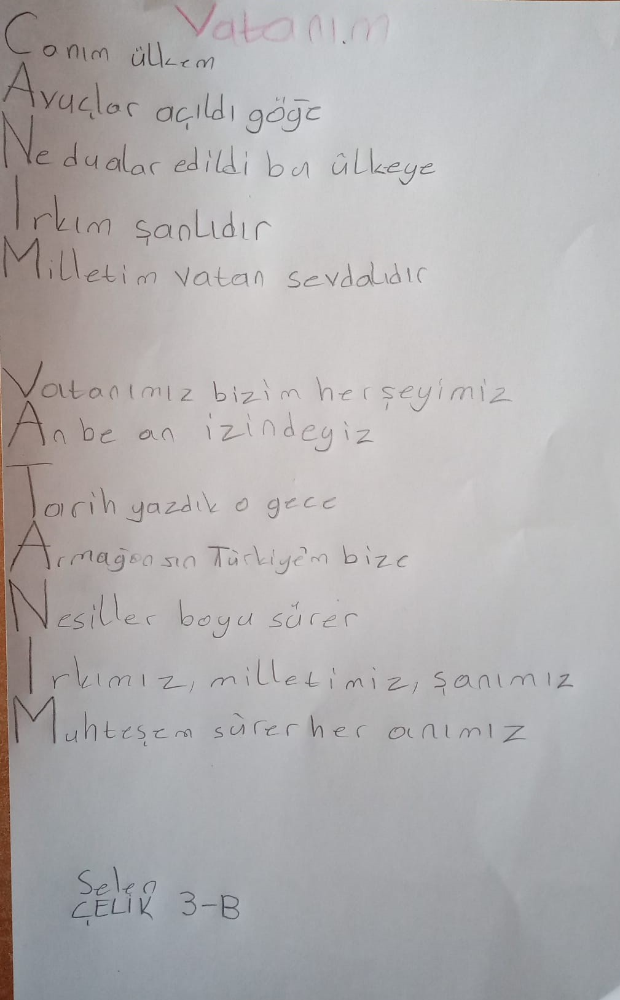 Vatanım
Canım ülkem
Avuçlar açıldı göğe
Ne dualar edildi bu ülkeye
Irkım şanlıdır
Milletim vatan sevdalıdır
Vatanımız bizim herşeyimiz
An be an izindeyiz
Tarih yazdık o gece
Armağansın Türkiye'm bize
Nesiller boyu sürer
Irkımız, milletimiz, şanımız
Muhteşem sürer her anımız
Selen
ÇELİK 3-B